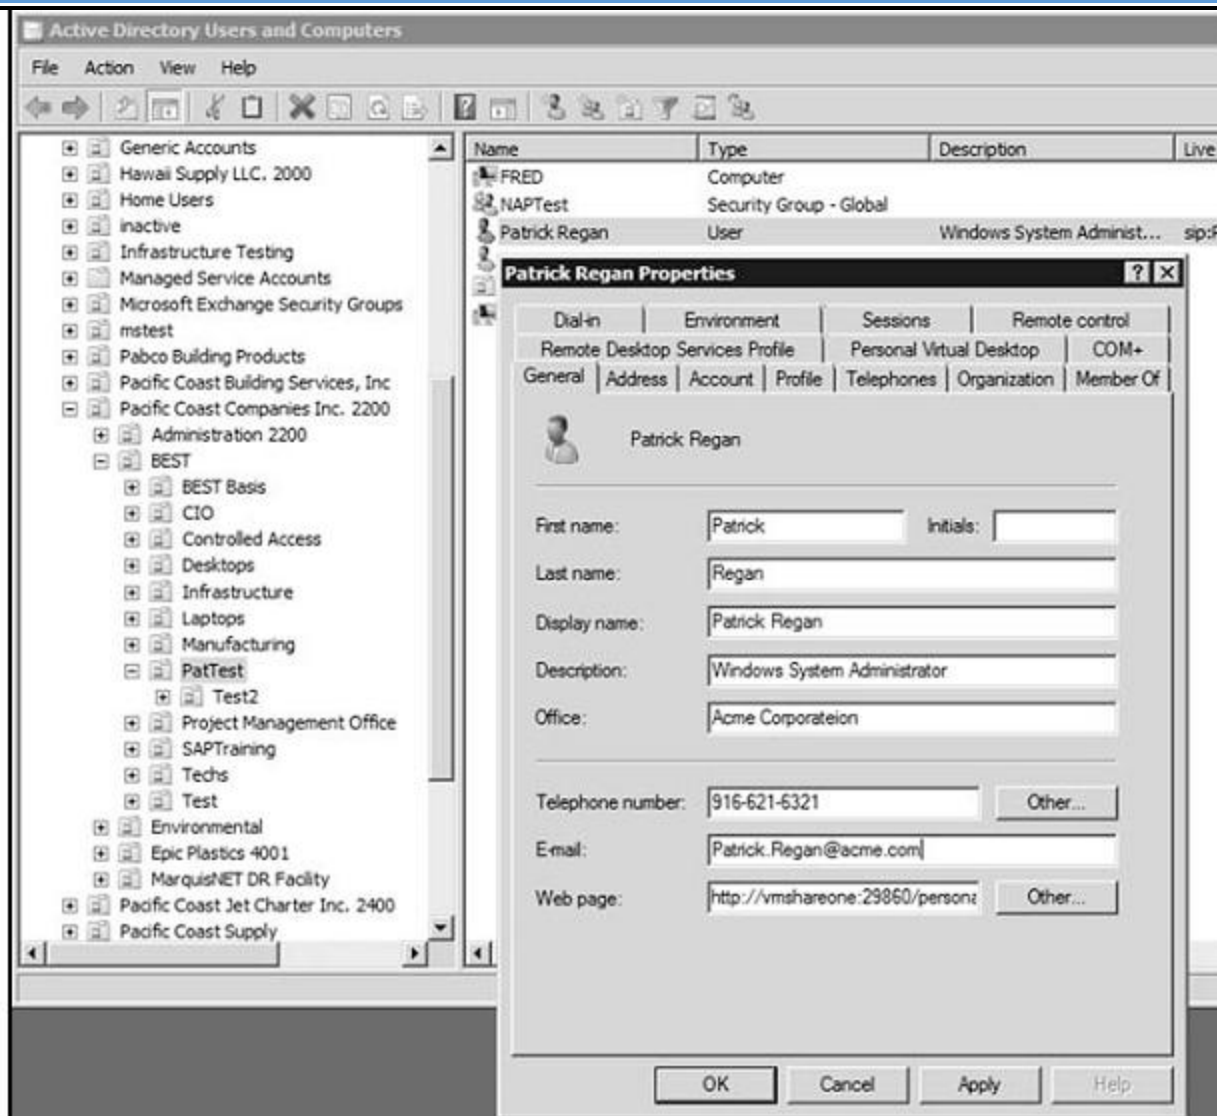 Active Directory Users and Computers
File Action View Help
Generic Accounts
Hawaii Supply LLC. 2000
Home Users
inactive
Infrastructure Testing
Managed Service Accounts
Microsoft Exchange Security Groups
mstest
Pabco Building Products
Pacific Coast Building Services, Inc
Pacific Coast Companies Inc. 2200
Administration 2200
BEST
BEST Basis
CIO
Controlled Access
Desktops
Infrastructure
Laptops
Manufacturing
PatTest
Test2
Project Management Office
SAPTraining
Techs
Test
Environmental
Epic Plastics 4001
MarquisNET DR Facility
Pacific Coast Jet Charter Inc. 2400
Pacific Coast Supply
Name Type Description Live
FRED Computer
NAPTest Security Group - Global
Patrick Regan User Windows System Administ... sip:F
Patrick Regan Properties
Dial-in Environment Sessions Remote control
Remote Desktop Services Profile Personal Virtual Desktop COM+
General Address Account Profile Telephones Organization Member Of
Patrick Regan
First name: Patrick Initials:
Last name: Regan
Display name: Patrick Regan
Description: Windows System Administrator
Office: Acme Corporateion
Telephone number: 916-621-6321 Other...
E-mail: Patrick.Regan@acme.com
Web page: http://vmshareone:29860/persona Other...
OK Cancel Apply Help